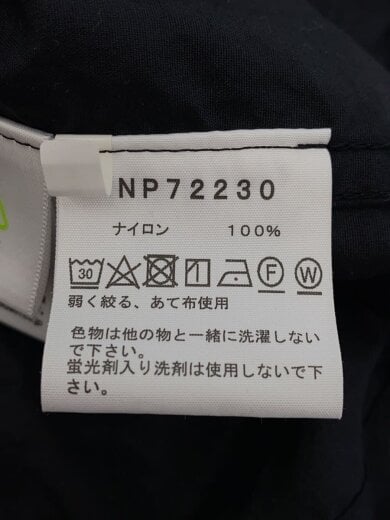 NP72230
ナイロン 100%
30 F W
弱く絞る、あて布使用
色物は他の物と一緒に洗濯しない
で下さい。
蛍光剤入り洗剤は使用しないで下
さい。